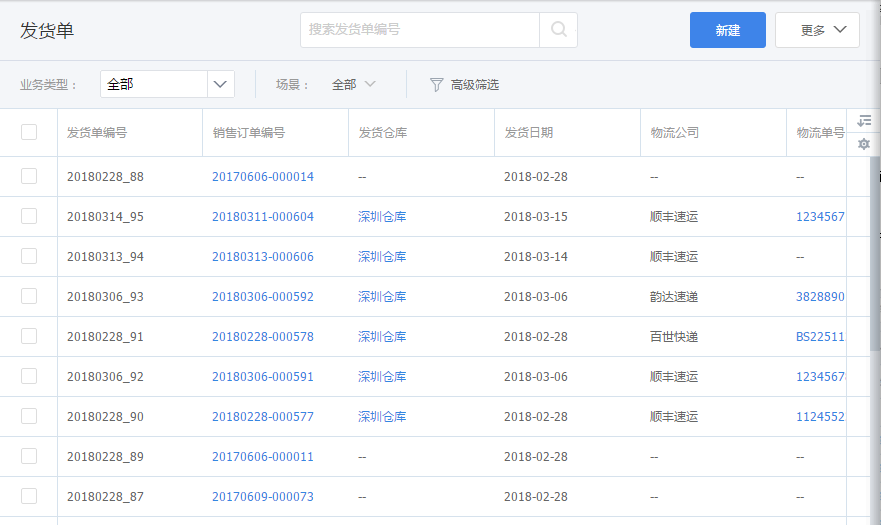 发货单 搜索发货单编号 新建 更多
业务类型： 全部 场景： 全部 高级筛选
发货单编号 销售订单编号 发货仓库 发货日期 物流公司 物流单号
20180228_88 20170606-000014 -- 2018-02-28 -- --
20180314_95 20180311-000604 深圳仓库 2018-03-15 顺丰速运 1234567
20180313_94 20180313-000606 深圳仓库 2018-03-14 顺丰速运 --
20180306_93 20180306-000592 深圳仓库 2018-03-06 韵达速递 3828890
20180228_91 20180228-000578 深圳仓库 2018-02-28 百世快递 BS22511
20180306_92 20180306-000591 深圳仓库 2018-03-06 顺丰速运 1234567
20180228_90 20180228-000577 深圳仓库 2018-02-28 顺丰速运 1124552
20180228_89 20170606-000011 -- 2018-02-28 -- --
20180228_87 20170609-000073 -- 2018-02-28 -- --